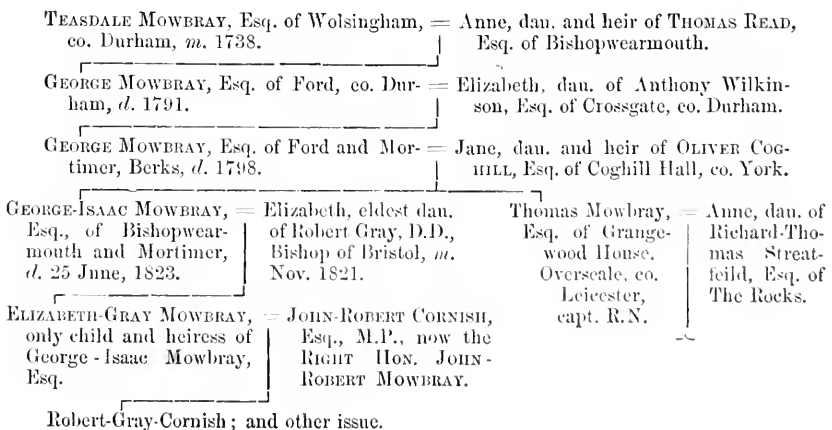 TEASDALE MOWBRAY, Esq. of Wolsingham,
co. Durham, m. 1738.
= Anne, dau. and heir of THOMAS READ,
Esq. of Bishopwearmouth.
GEORGE MOWBRAY, Esq. of Ford, co. Dur-
ham, d. 1791.
= Elizabeth, dau. of Anthony Wilkin-
son, Esq. of Crossgate, co. Durham.
GEORGE MOWBRAY, Esq. of Ford and Mor-
timer, Berks, d. 1798.
= Jane, dau. and heir of OLIVER COG-
HILL, Esq. of Coghill Hall, co. York.
GEORGE-ISAAC MOWBRAY,
Esq., of Bishopwear-
mouth and Mortimer,
d. 25 June, 1823.
= Elizabeth, eldest dau.
of Robert Gray, D.D.,
Bishop of Bristol, m.
Nov. 1821.
Thomas Mowbray,
Esq. of Grange-
wood House.
Overseale, co.
Leicester,
capt. R.N.
= Anne, dau. of
Richard-Tho-
mas Streat-
feild, Esq. of
The Rocks.
ELIZABETH-GRAY MOWBRAY,
only child and heiress of
George-Isaac Mowbray,
Esq.
= JOHN-ROBERT CORNISH,
Esq., M.P., now the
RIGHT HON. JOHN-
ROBERT MOWBRAY.
Robert-Gray-Cornish; and other issue.